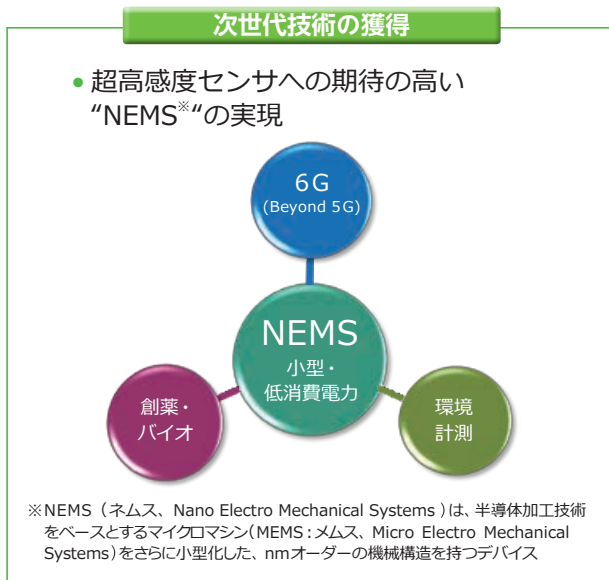 次世代技術の獲得
• 超高感度センサへの期待の高い
“NEMS※“の実現
6G
(Beyond 5G)
NEMS
小型・
低消費電力
創薬・
バイオ
環境
計測
※NEMS（ネムス、Nano Electro Mechanical Systems）は、半導体加工技術
をベースとするマイクロマシン（MEMS：メムス、Micro Electro Mechanical
Systems）をさらに小型化した、nmオーダーの機械構造を持つデバイス